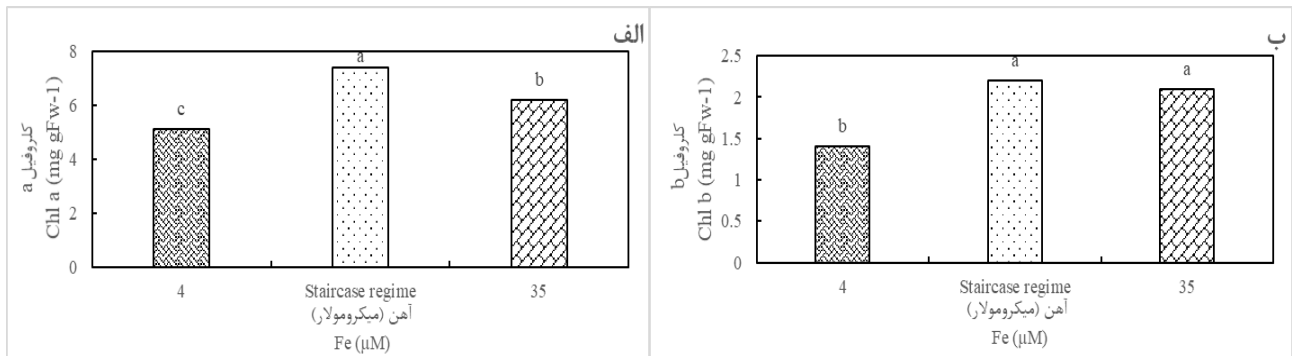 الف
کلروفیل a
Chl a (mg gFw-1)
8
6
4
2
0
c
a
b
4
Staircase regime
35
آهن (میکرومولار)
Fe (µM)
ب
کلروفیل b
Chl b (mg gFw-1)
2.5
2
1.5
1
0.5
0
b
a
a
4
Staircase regime
35
آهن (میکرومولار)
Fe (µM)